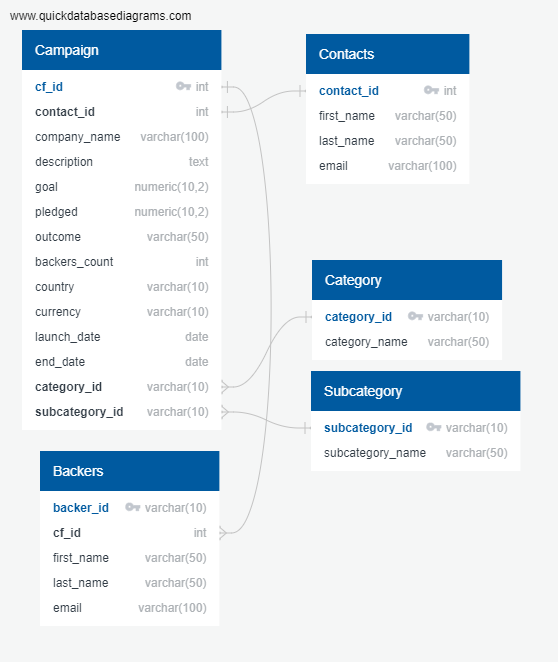 www.quickdatabasediagrams.com
Campaign
cf_id int
contact_id int
company_name varchar(100)
description text
goal numeric(10,2)
pledged numeric(10,2)
outcome varchar(50)
backers_count int
country varchar(10)
currency varchar(10)
launch_date date
end_date date
category_id varchar(10)
subcategory_id varchar(10)
Contacts
contact_id int
first_name varchar(50)
last_name varchar(50)
email varchar(100)
Category
category_id varchar(10)
category_name varchar(50)
Subcategory
subcategory_id varchar(10)
subcategory_name varchar(50)
Backers
backer_id varchar(10)
cf_id int
first_name varchar(50)
last_name varchar(50)
email varchar(100)